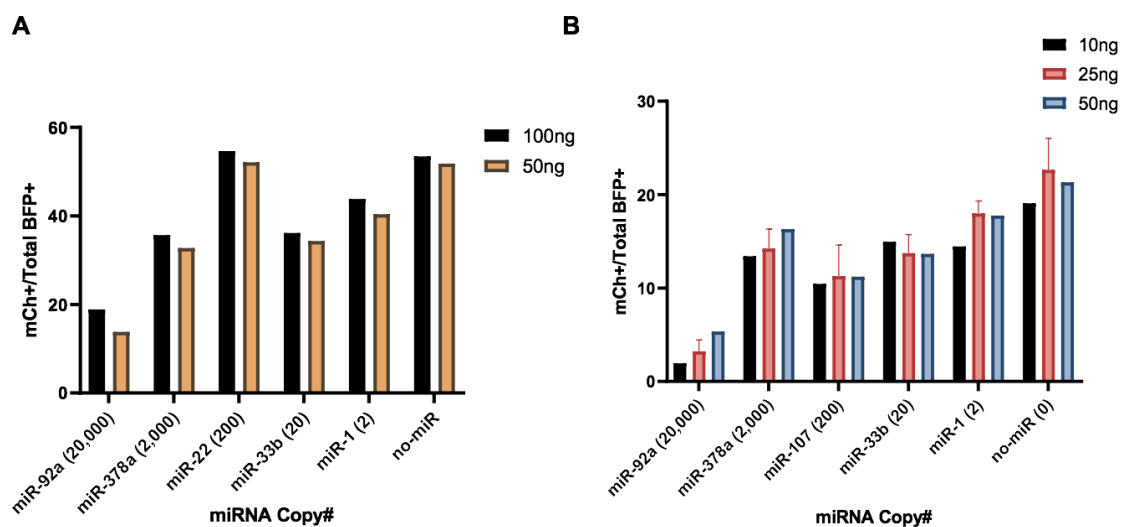 A
mCh+/Total BFP+
60
40
20
0
100ng
50ng
miR-92a (20,000)
miR-378a (2,000)
miR-22 (200)
miR-33b (20)
miR-1 (2)
no-miR
miRNA Copy#
B
10ng
25ng
50ng
mCh+/Total BFP+
30
20
10
0
miR-92a (20,000)
miR-378a (2,000)
miR-107 (200)
miR-33b (20)
miR-1 (2)
no-miR (0)
miRNA Copy#